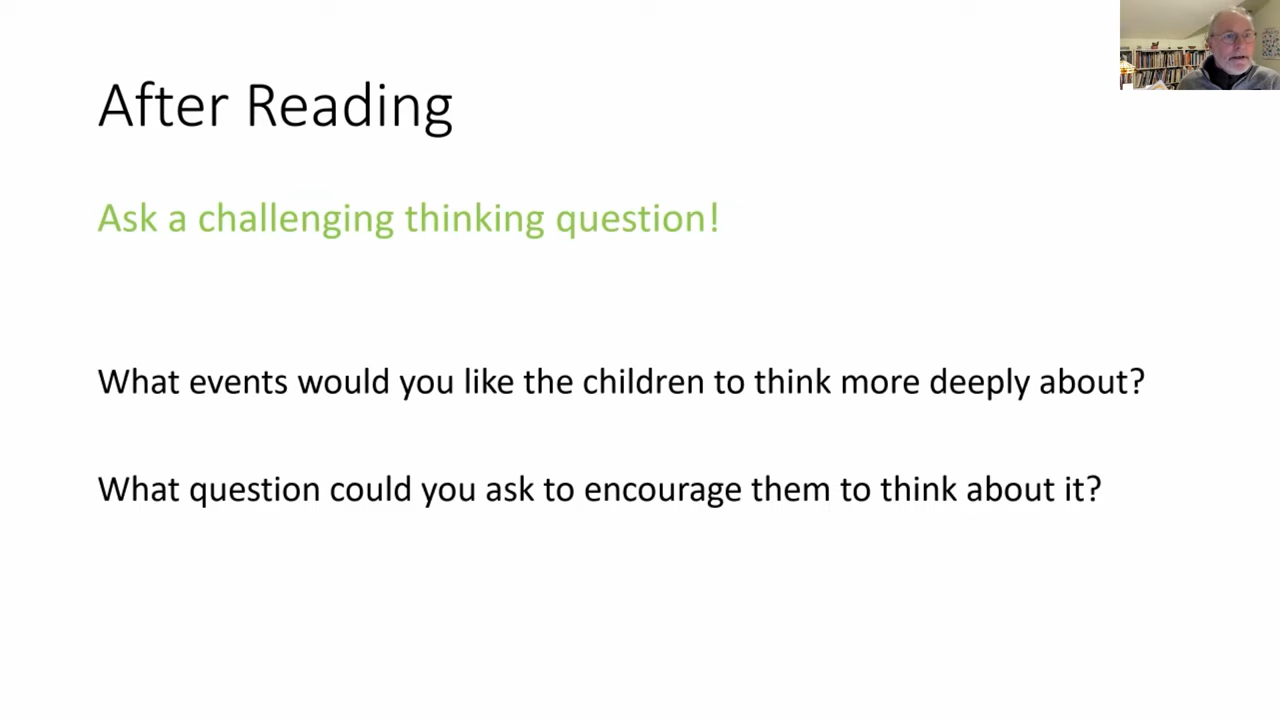 After Reading
Ask a challenging thinking question!
What events would you like the children to think more deeply about?
What question could you ask to encourage them to think about it?